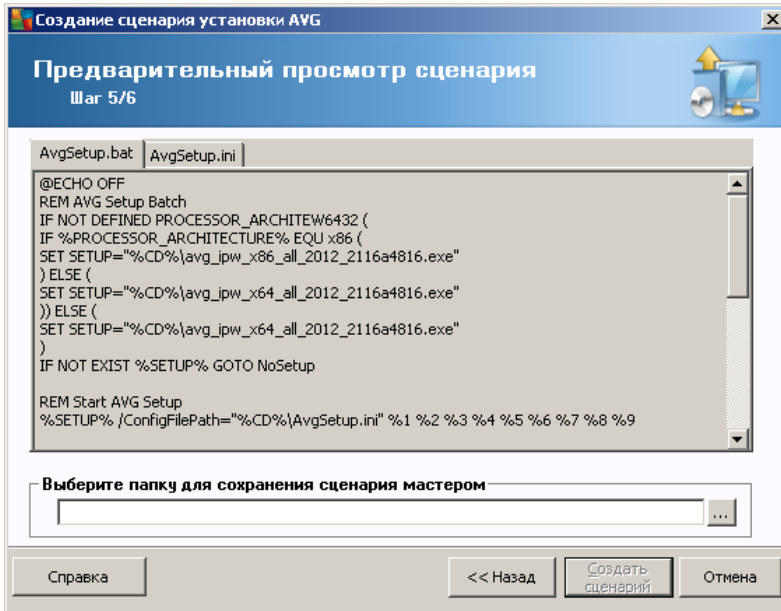 Создание сценария установки AVG
Предварительный просмотр сценария
Шаг 5/6
AvgSetup.bat AvgSetup.ini
@ECHO OFF
REM AVG Setup Batch
IF NOT DEFINED PROCESSOR_ARCHITEW6432 (
IF %PROCESSOR_ARCHITECTURE% EQU x86 (
SET SETUP="%CD%\avg_ipw_x86_all_2012_2116a4816.exe"
) ELSE (
SET SETUP="%CD%\avg_ipw_x64_all_2012_2116a4816.exe"
)) ELSE (
SET SETUP="%CD%\avg_ipw_x64_all_2012_2116a4816.exe"
)
IF NOT EXIST %SETUP% GOTO NoSetup
REM Start AVG Setup
%SETUP% /ConfigFilePath="%CD%\AvgSetup.ini" %1 %2 %3 %4 %5 %6 %7 %8 %9
Выберите папку для сохранения сценария мастером
...
Справка << Назад Создать сценарий Отмена